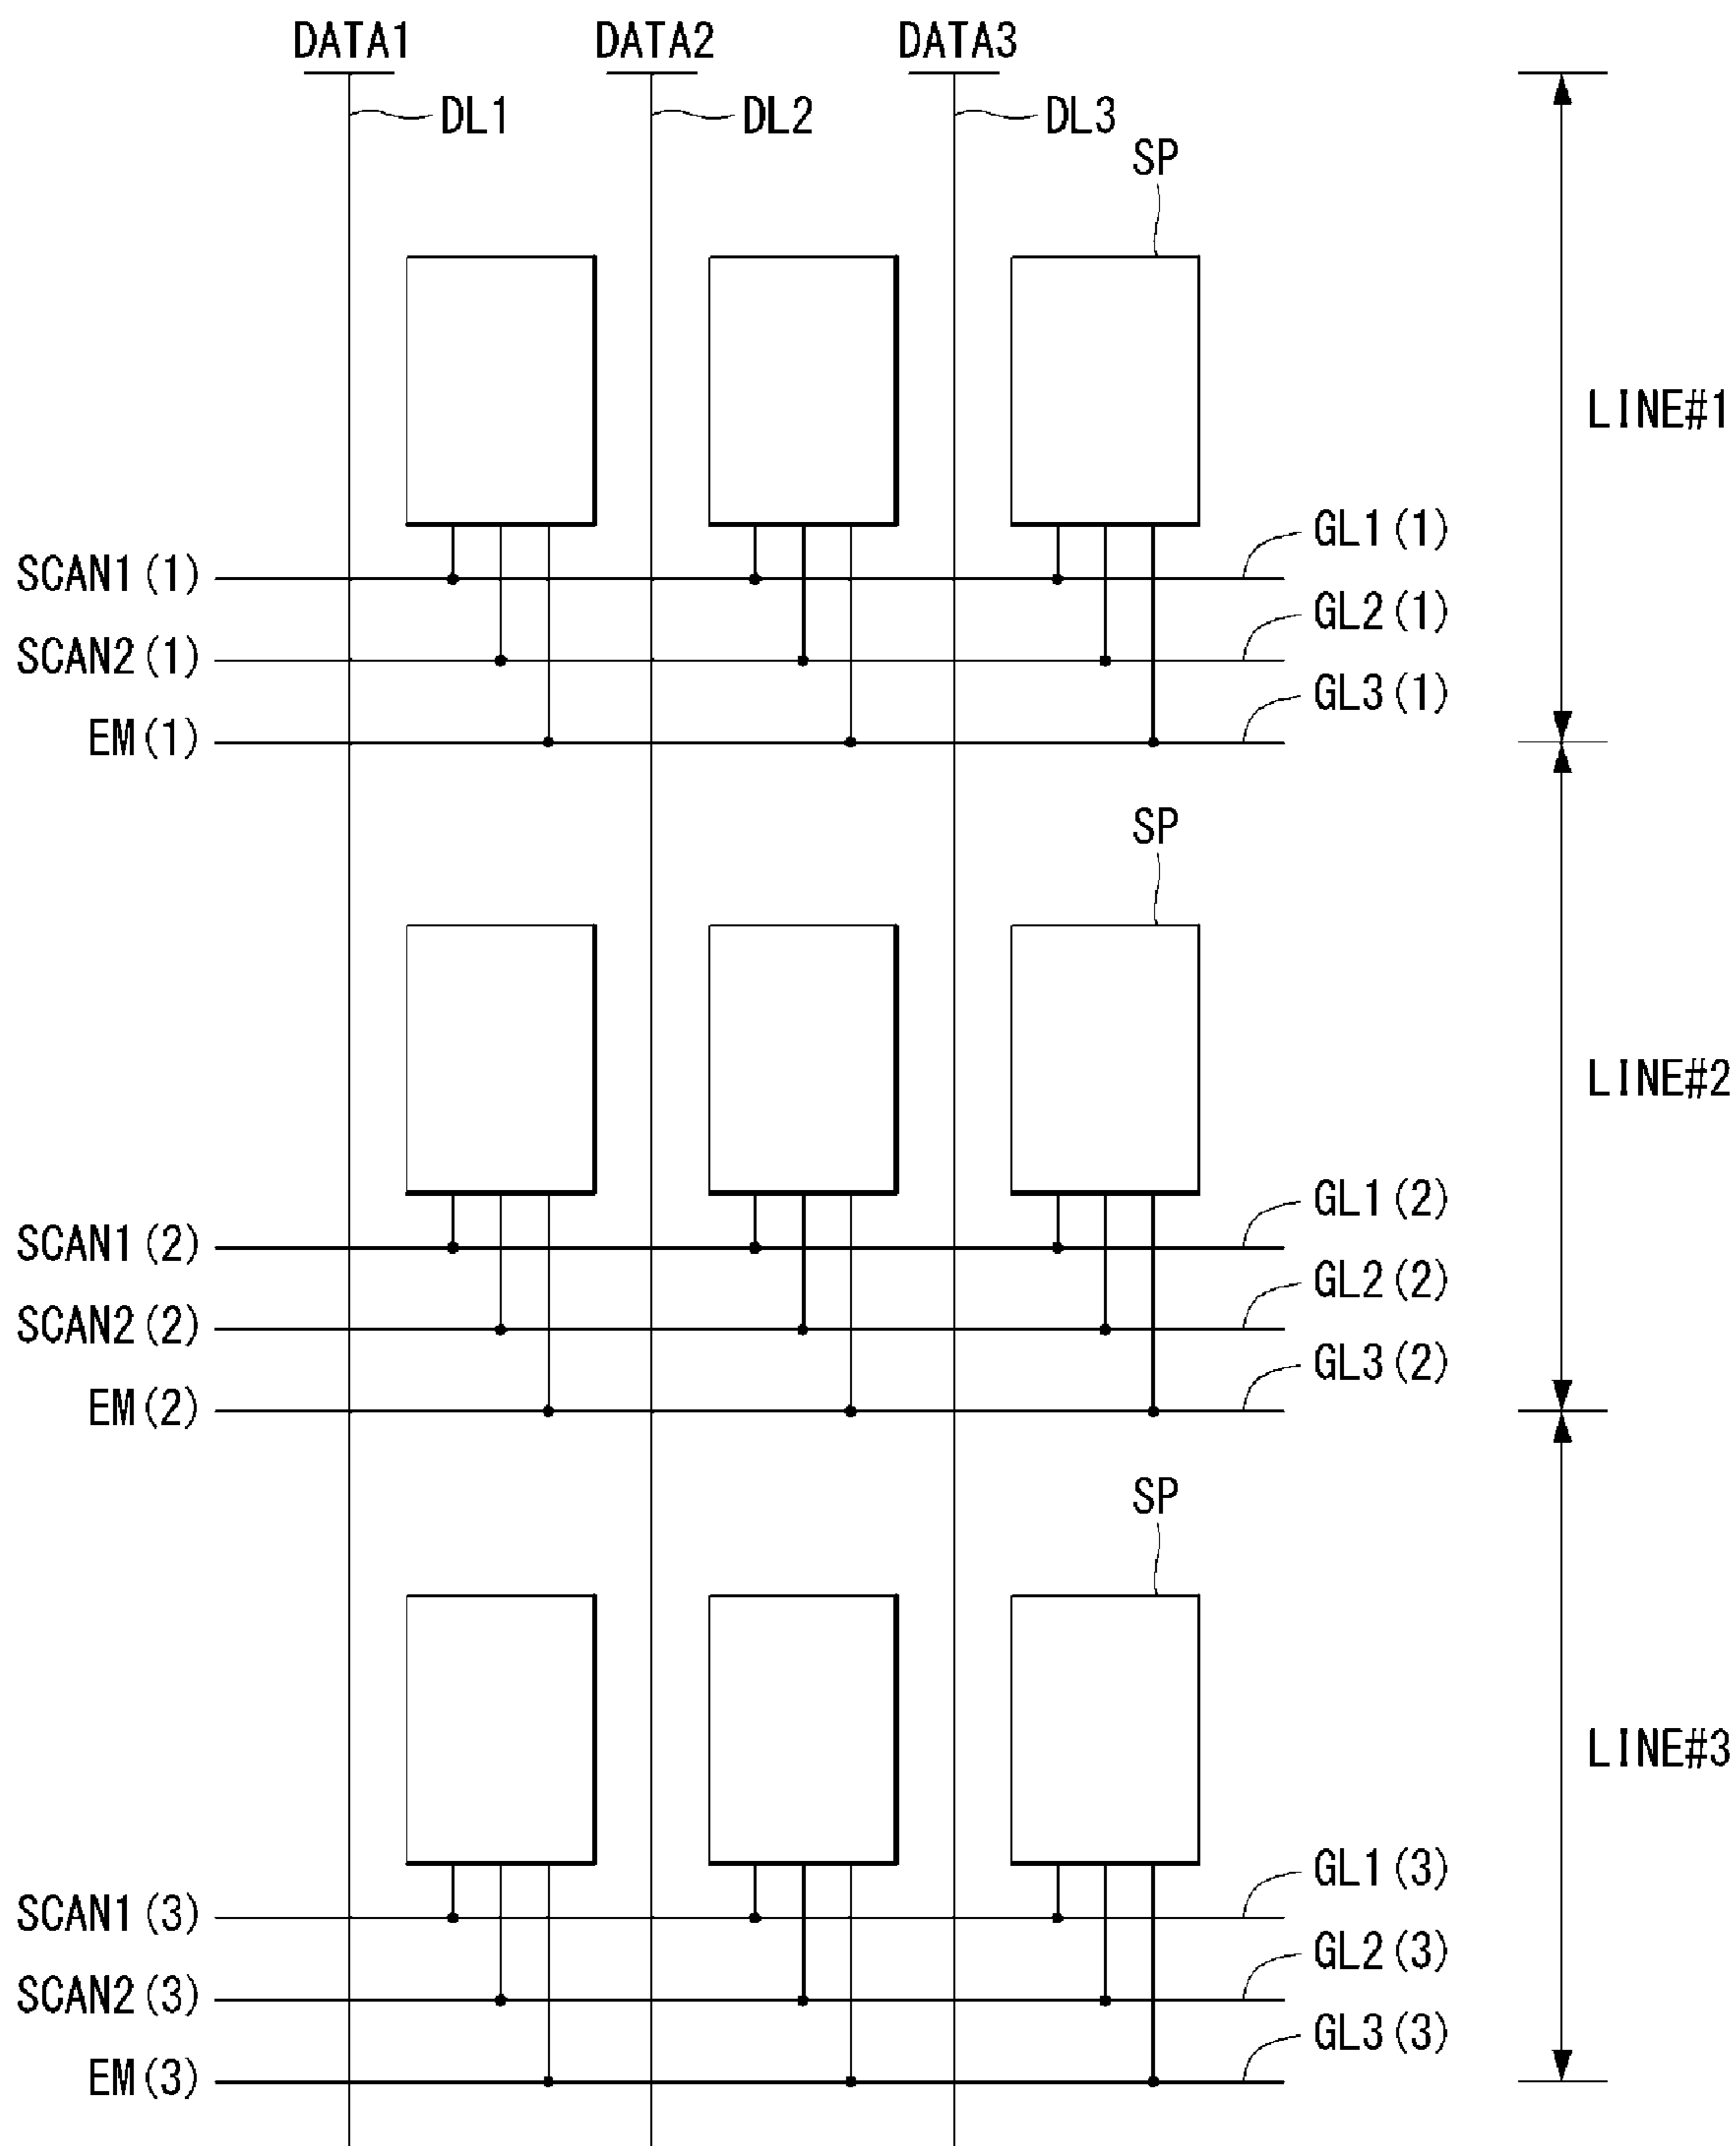 DATA1 DATA2 DATA3
DL1 DL2 DL3
SP
LINE#1
GL1(1)
SCAN1(1)
GL2(1)
SCAN2(1)
GL3(1)
EM(1)
SP
LINE#2
GL1(2)
SCAN1(2)
GL2(2)
SCAN2(2)
GL3(2)
EM(2)
SP
LINE#3
GL1(3)
SCAN1(3)
GL2(3)
SCAN2(3)
GL3(3)
EM(3)